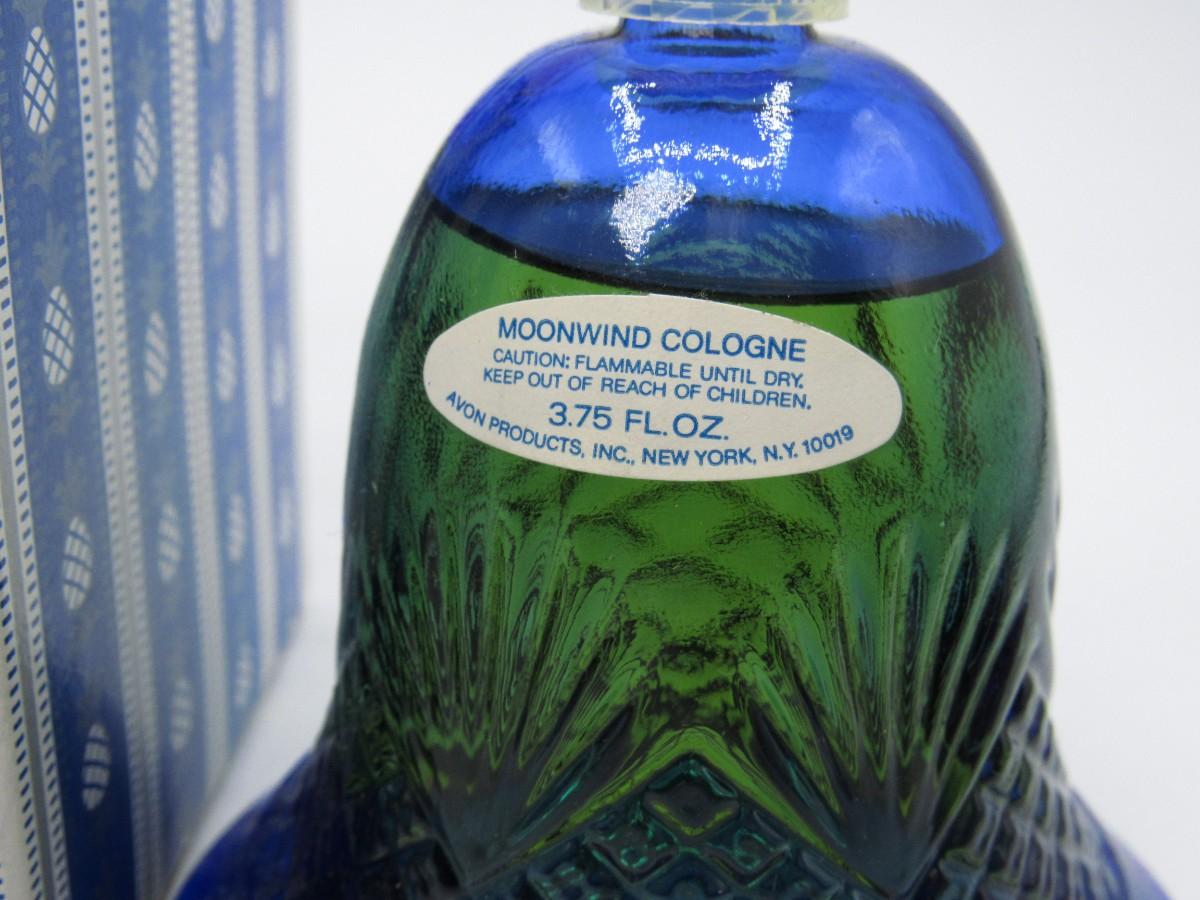 MOONWIND COLOGNE
CAUTION: FLAMMABLE UNTIL DRY.
KEEP OUT OF REACH OF CHILDREN.
3.75 FL.OZ.
AVON PRODUCTS, INC., NEW YORK, N.Y. 10019